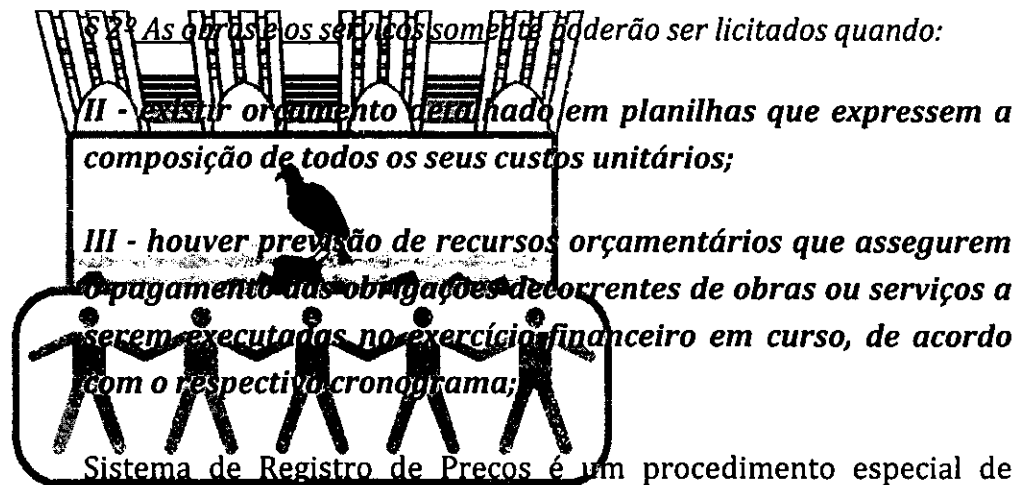 § 2º As obras e os serviços somente poderão ser licitados quando:
II - existir orçamento detalhado em planilhas que expressem a
composição de todos os seus custos unitários;
III - houver previsão de recursos orçamentários que assegurem
o pagamento das obrigações decorrentes de obras ou serviços a
serem executadas no exercício financeiro em curso, de acordo
com o respectivo cronograma;
Sistema de Registro de Preços é um procedimento especial de